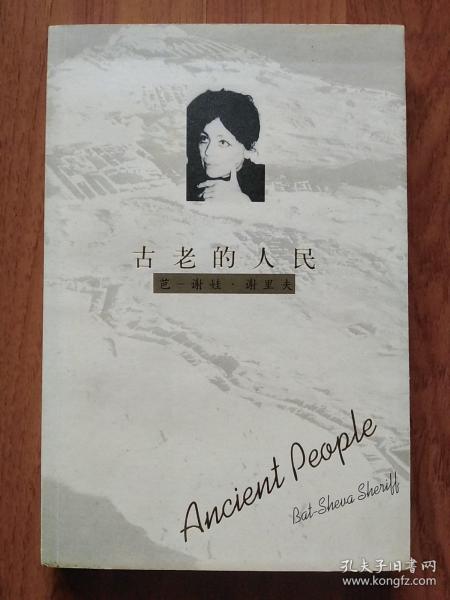 古老的人民
芭－谢娃·谢里夫
Ancient People
Bat-Sheva Sheriff
孔夫子旧书网
www.kongfz.com